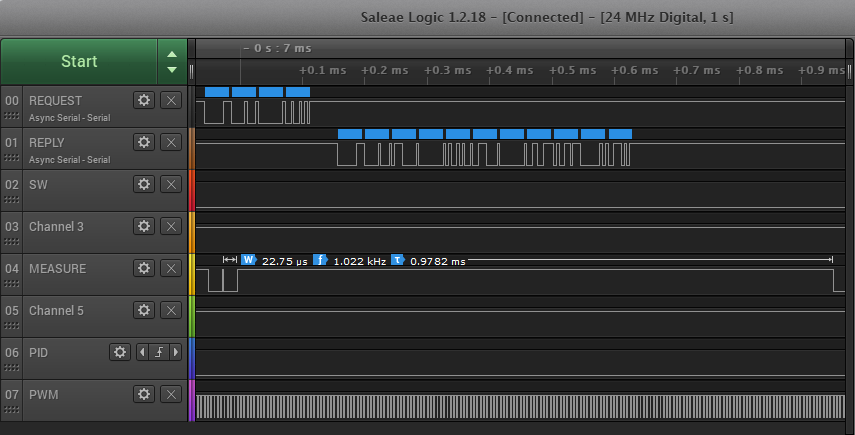 Saleae Logic 1.2.18 - [Connected] - [24 MHz Digital, 1 s]
Start
- 0 s : 7 ms
+0.1 ms +0.2 ms +0.3 ms +0.4 ms +0.5 ms +0.6 ms +0.7 ms +0.8 ms +0.9 ms
00 REQUEST
Async Serial - Serial
01 REPLY
Async Serial - Serial
02 SW
03 Channel 3
04 MEASURE
W 22.75 µs f 1.022 kHz τ 0.9782 ms
05 Channel 5
06 PID
07 PWM